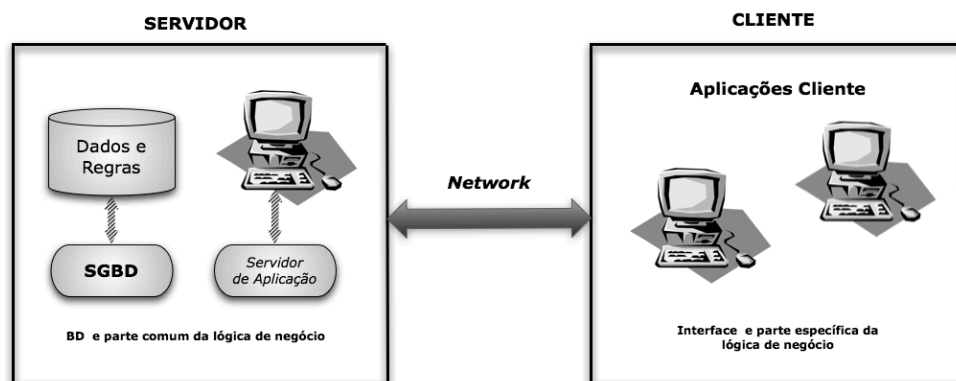 SERVIDOR
CLIENTE
Dados e
Regras
SGBD
Servidor
de Aplicação
BD e parte comum da lógica de negócio
Network
Aplicações Cliente
Interface e parte específica da
lógica de negócio